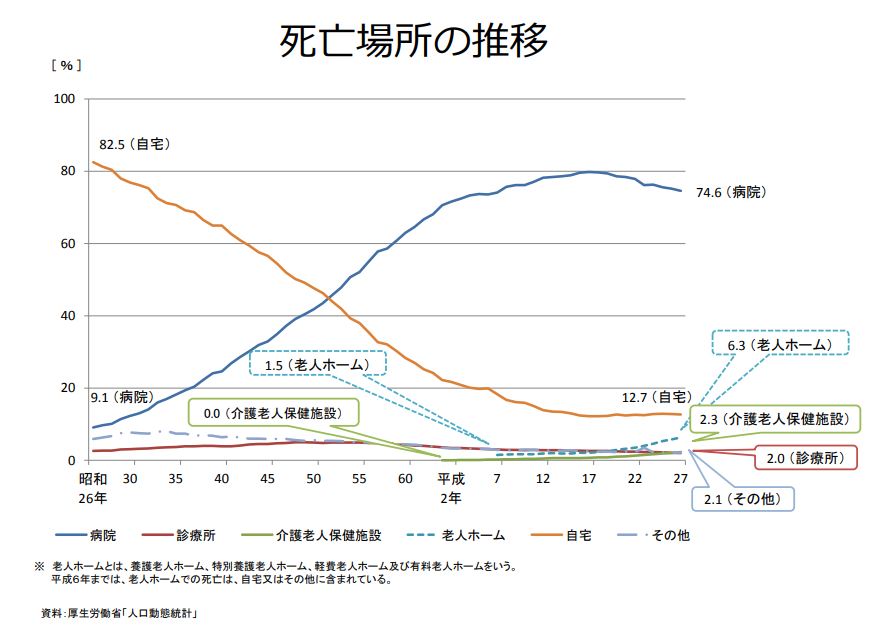 死亡場所の推移
[ % ]
100
82.5（自宅）
80
74.6（病院）
60
40
6.3（老人ホーム）
1.5（老人ホーム）
20
9.1（病院）
12.7（自宅）
0.0（介護老人保健施設）
2.3（介護老人保健施設）
2.0（診療所）
0
昭和
26年
30
35
40
45
50
55
60
平成
2年
7
12
17
22
27
2.1（その他）
病院
診療所
介護老人保健施設
老人ホーム
自宅
その他
※ 老人ホームとは、養護老人ホーム、特別養護老人ホーム、軽費老人ホーム及び有料老人ホームをいう。
平成６年までは、老人ホームでの死亡は、自宅又はその他に含まれている。
資料：厚生労働省「人口動態統計」